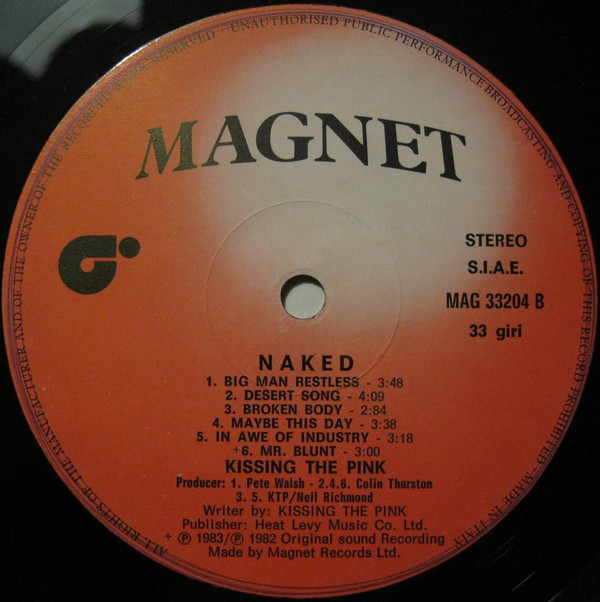 ALL RIGHTS OF THE MANUFACTURER AND OF THE OWNER OF THE RECORDED WORK RESERVED - UNAUTHORISED PUBLIC PERFORMANCE BROADCASTING AND COPYING OF THIS RECORD PROHIBITED - MADE IN ITALY
MAGNET
STEREO
S.I.A.E.
MAG 33204 B
33 giri
NAKED
1. BIG MAN RESTLESS - 3:48
2. DESERT SONG - 4:09
3. BROKEN BODY - 2:84
4. MAYBE THIS DAY - 3:38
5. IN AWE OF INDUSTRY - 3:18
+6. MR. BLUNT - 3:00
KISSING THE PINK
Producer: 1. Pete Walsh - 2.4.6. Colin Thurston
3. 5. KTP/Neil Richmond
Writer by: KISSING THE PINK
Publisher: Heat Levy Music Co. Ltd.
+ ℗ 1983/℗ 1982 Original sound Recording
Made by Magnet Records Ltd.